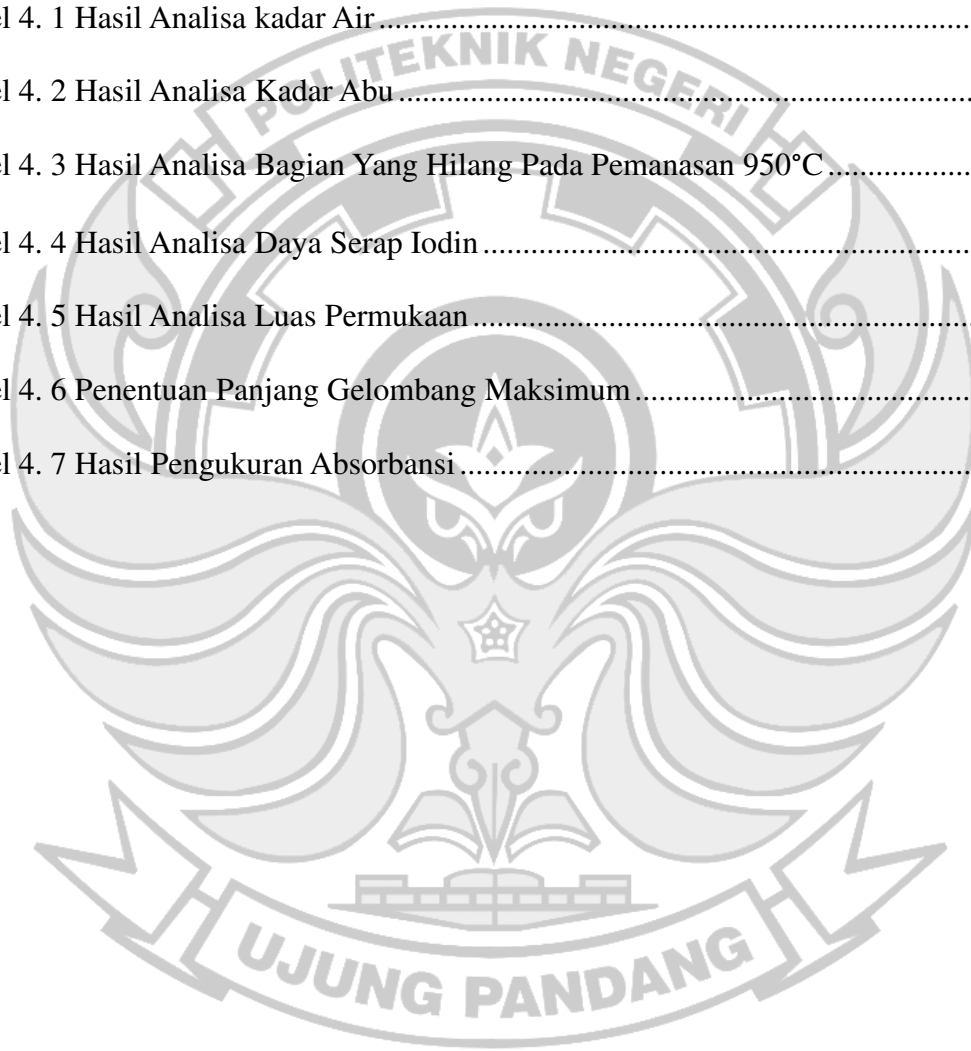 el 4. 1 Hasil Analisa kadar Air
el 4. 2 Hasil Analisa Kadar Abu
el 4. 3 Hasil Analisa Bagian Yang Hilang Pada Pemanasan 950°C
el 4. 4 Hasil Analisa Daya Serap Iodin
el 4. 5 Hasil Analisa Luas Permukaan
el 4. 6 Penentuan Panjang Gelombang Maksimum
el 4. 7 Hasil Pengukuran Absorbansi
POLITEKNIK NEGERI
UJUNG PANDANG